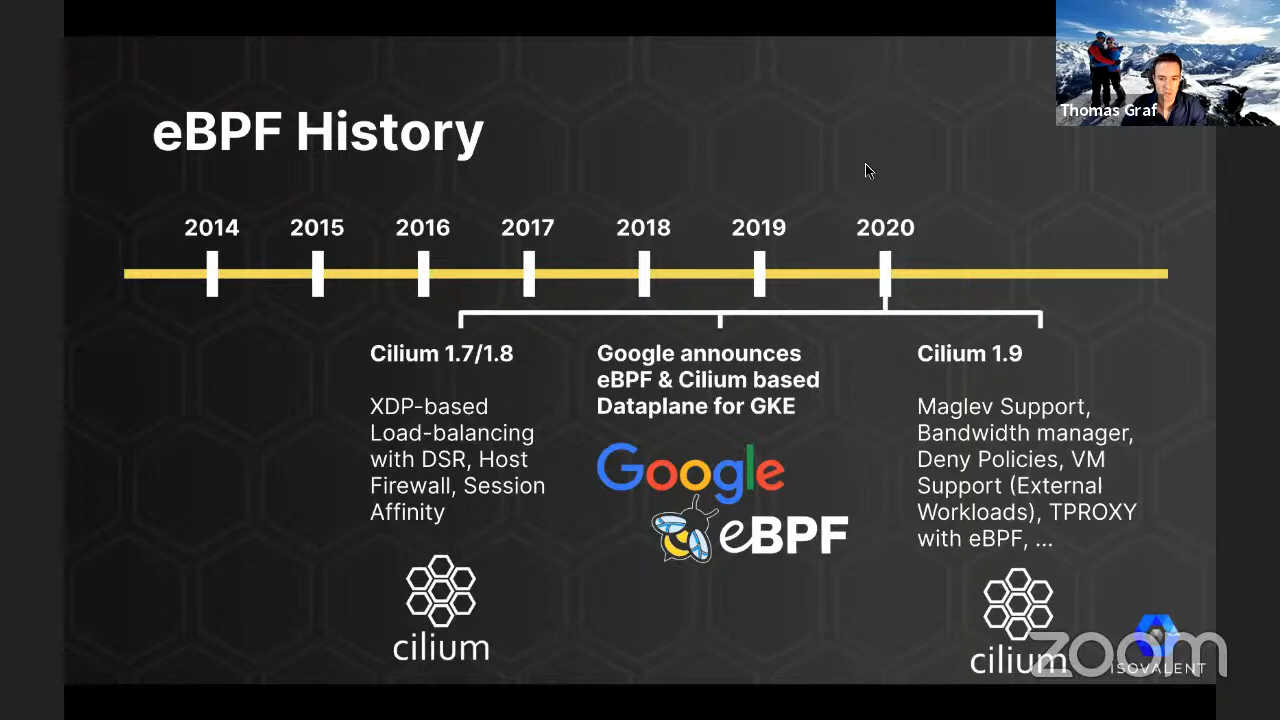 Thomas Graf
eBPF History
2014 2015 2016 2017 2018 2019 2020
Cilium 1.7/1.8
XDP-based
Load-balancing
with DSR, Host
Firewall, Session
Affinity
cilium
Google announces
eBPF & Cilium based
Dataplane for GKE
Google
eBPF
Cilium 1.9
Maglev Support,
Bandwidth manager,
Deny Policies, VM
Support (External
Workloads), TPROXY
with eBPF, ...
cilium
ISOVALENT
zoom